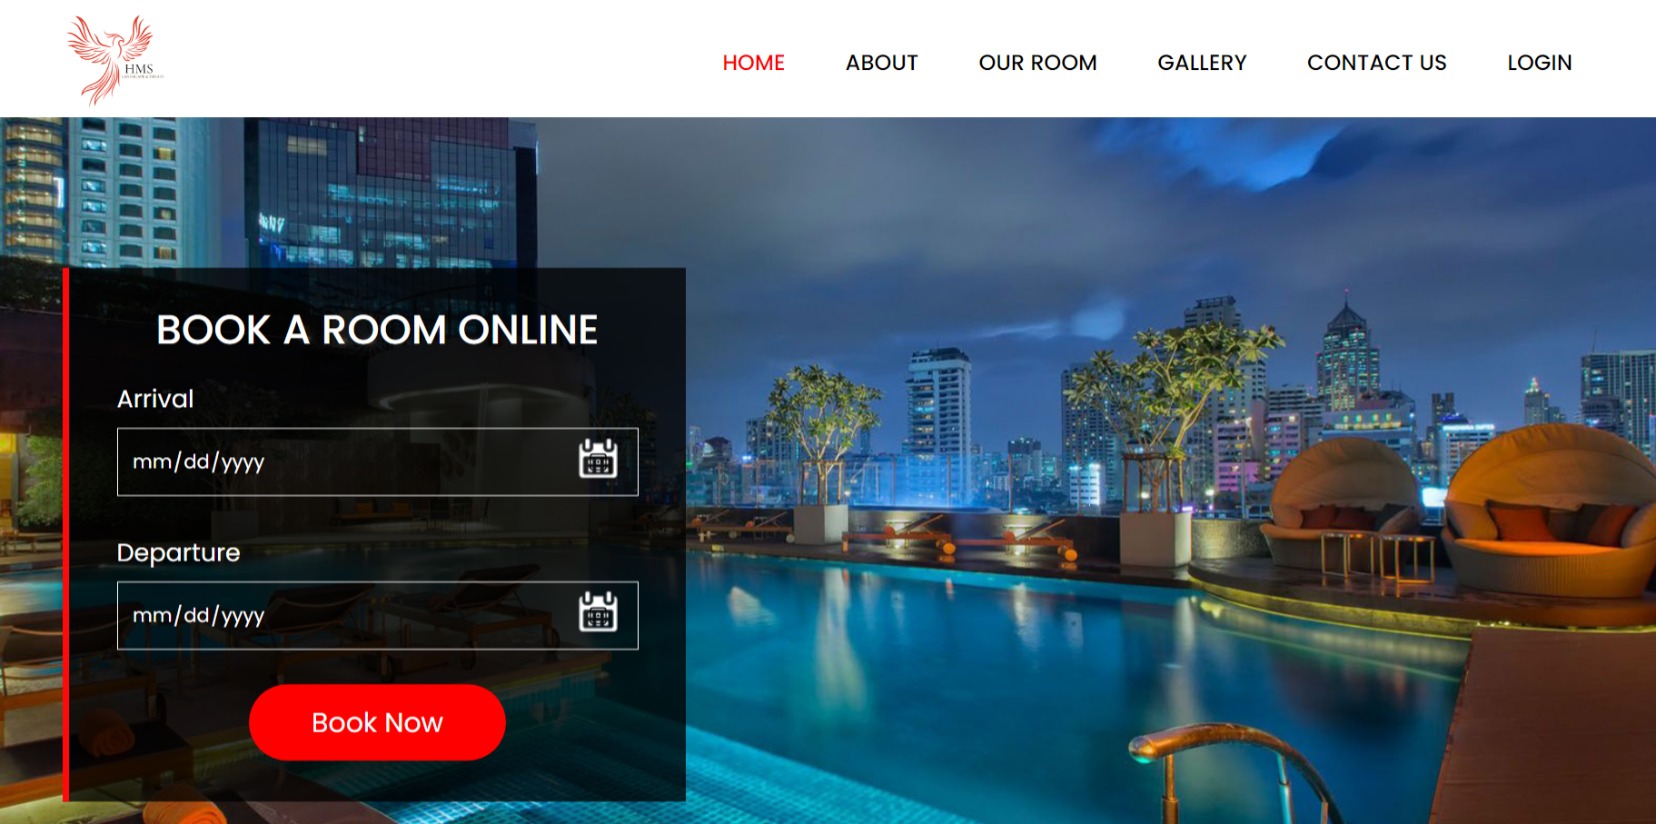 HMS
HOME
ABOUT
OUR ROOM
GALLERY
CONTACT US
LOGIN
BOOK A ROOM ONLINE
Arrival
mm/dd/yyyy
Departure
mm/dd/yyyy
Book Now